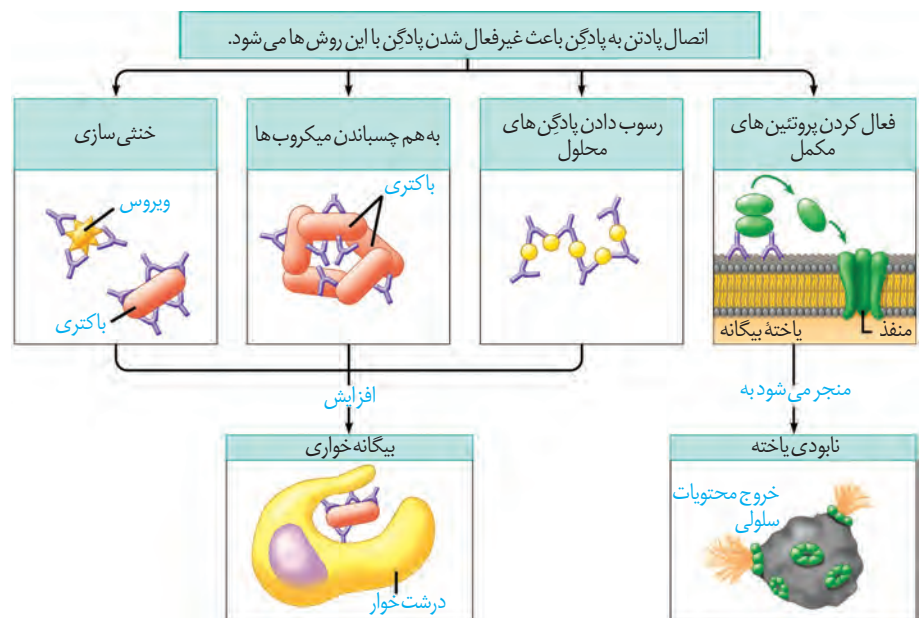 اتصال پادتن به پادگِن باعث غیرفعال شدن پادگِن با این روش ها می شود.
فعال کردن پروتئین های
مکمل
رسوب دادن پادگِن های
محلول
به هم چسباندن میکروب ها
خنثی سازی
باکتری
ویروس
باکتری
منفذ
یاختۀ بیگانه
منجر می شود به
افزایش
نابودی یاخته
بیگانه خواری
خروج محتویات
سلولی
درشت خوار